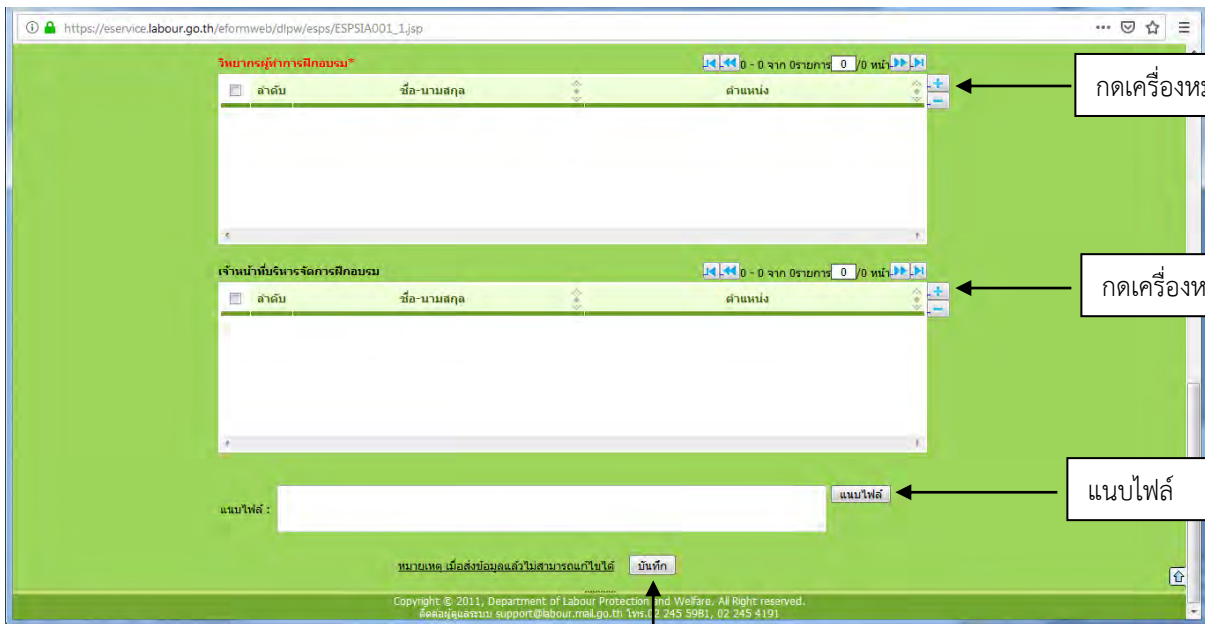 https://eservice.labour.go.th/eformweb/dlpw/esps/ESPSIA001_1.jsp
วิทยากรผู้ทำการฝึกอบรม* 0 - 0 จาก 0รายการ 0 /0 หน้า
ลำดับ ชื่อ-นามสกุล ตำแหน่ง
กดเครื่องห
เจ้าหน้าที่บริหารจัดการฝึกอบรม 0 - 0 จาก 0รายการ 0 /0 หน้า
ลำดับ ชื่อ-นามสกุล ตำแหน่ง
กดเครื่องห
แนบไฟล์ : แนบไฟล์
แนบไฟล์
หมายเหตุ เมื่อส่งข้อมูลแล้วไม่สามารถแก้ไขได้ บันทึก
Copyright © 2011, Department of Labour Protection and Welfare, All Right reserved.
ติดต่อผู้ดูแลระบบ support@labour.mail.go.th โทร.02 245 5981, 02 245 4191